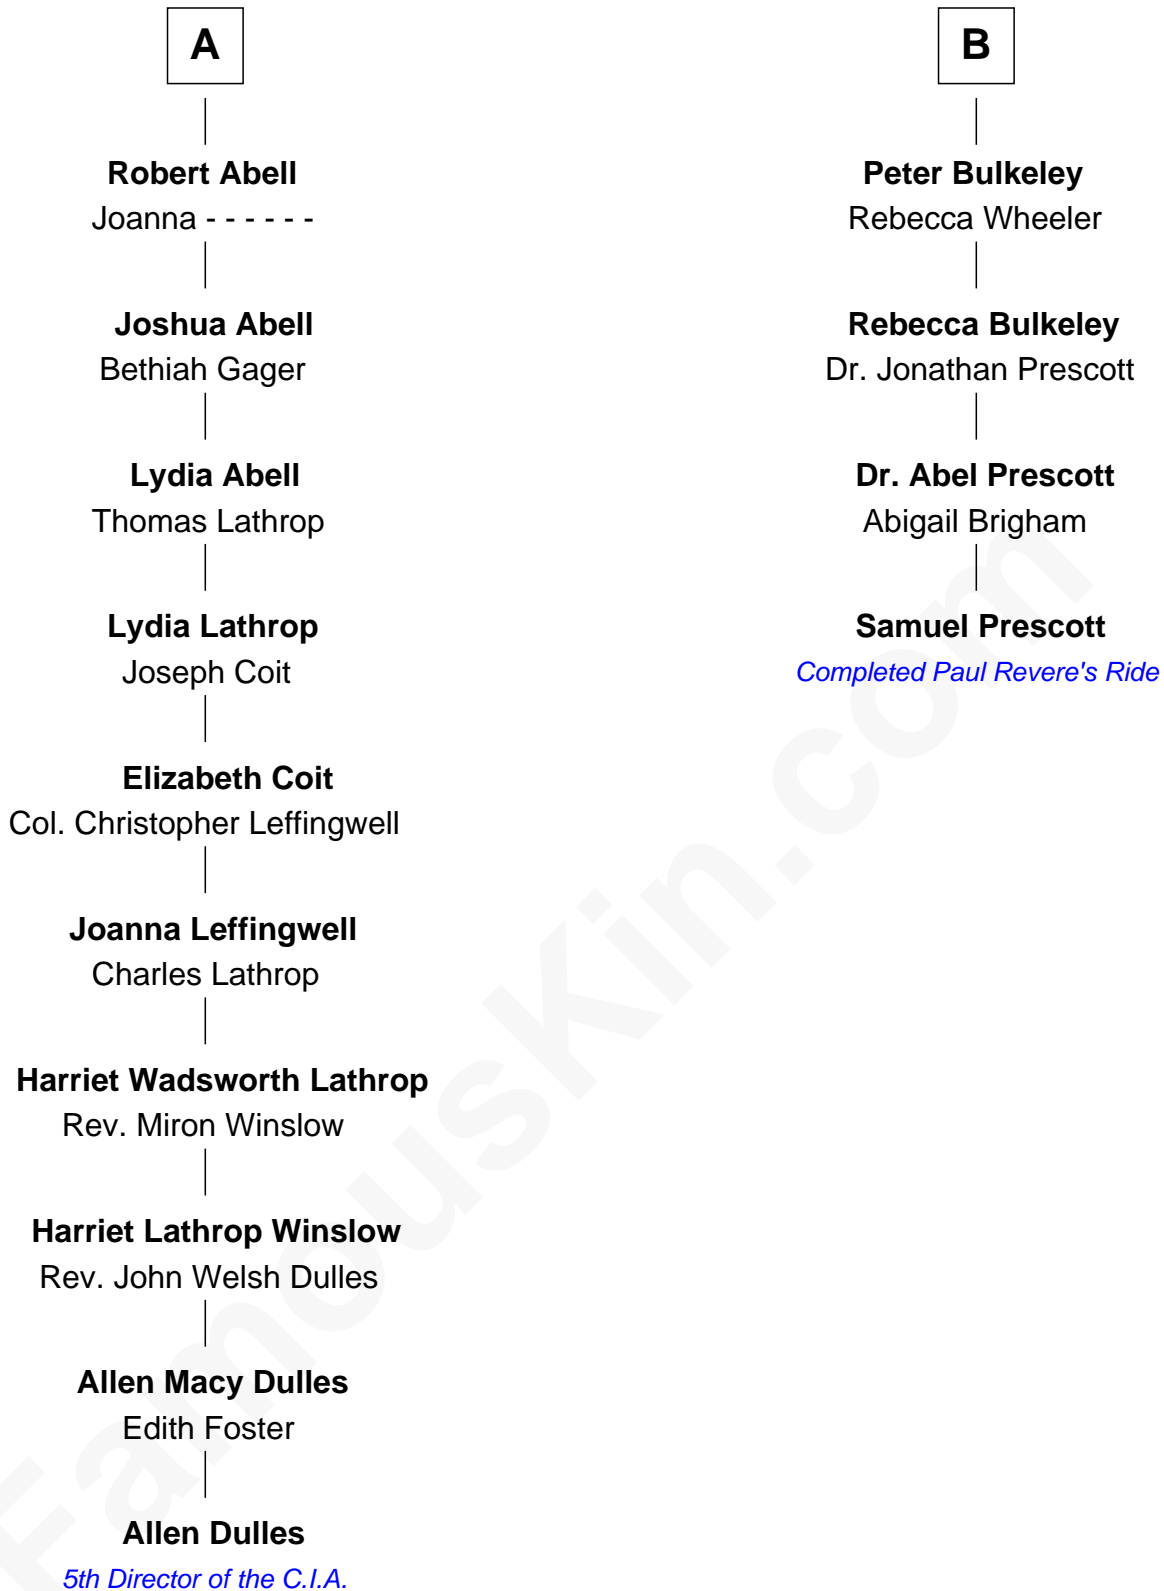 A
Robert Abell
Joanna - - - - - -
Joshua Abell
Bethiah Gager
Lydia Abell
Thomas Lathrop
Lydia Lathrop
Joseph Coit
Elizabeth Coit
Col. Christopher Leffingwell
Joanna Leffingwell
Charles Lathrop
Harriet Wadsworth Lathrop
Rev. Miron Winslow
Harriet Lathrop Winslow
Rev. John Welsh Dulles
Allen Macy Dulles
Edith Foster
Allen Dulles
5th Director of the C.I.A.
B
Peter Bulkeley
Rebecca Wheeler
Rebecca Bulkeley
Dr. Jonathan Prescott
Dr. Abel Prescott
Abigail Brigham
Samuel Prescott
Completed Paul Revere's Ride
FamousKin.com